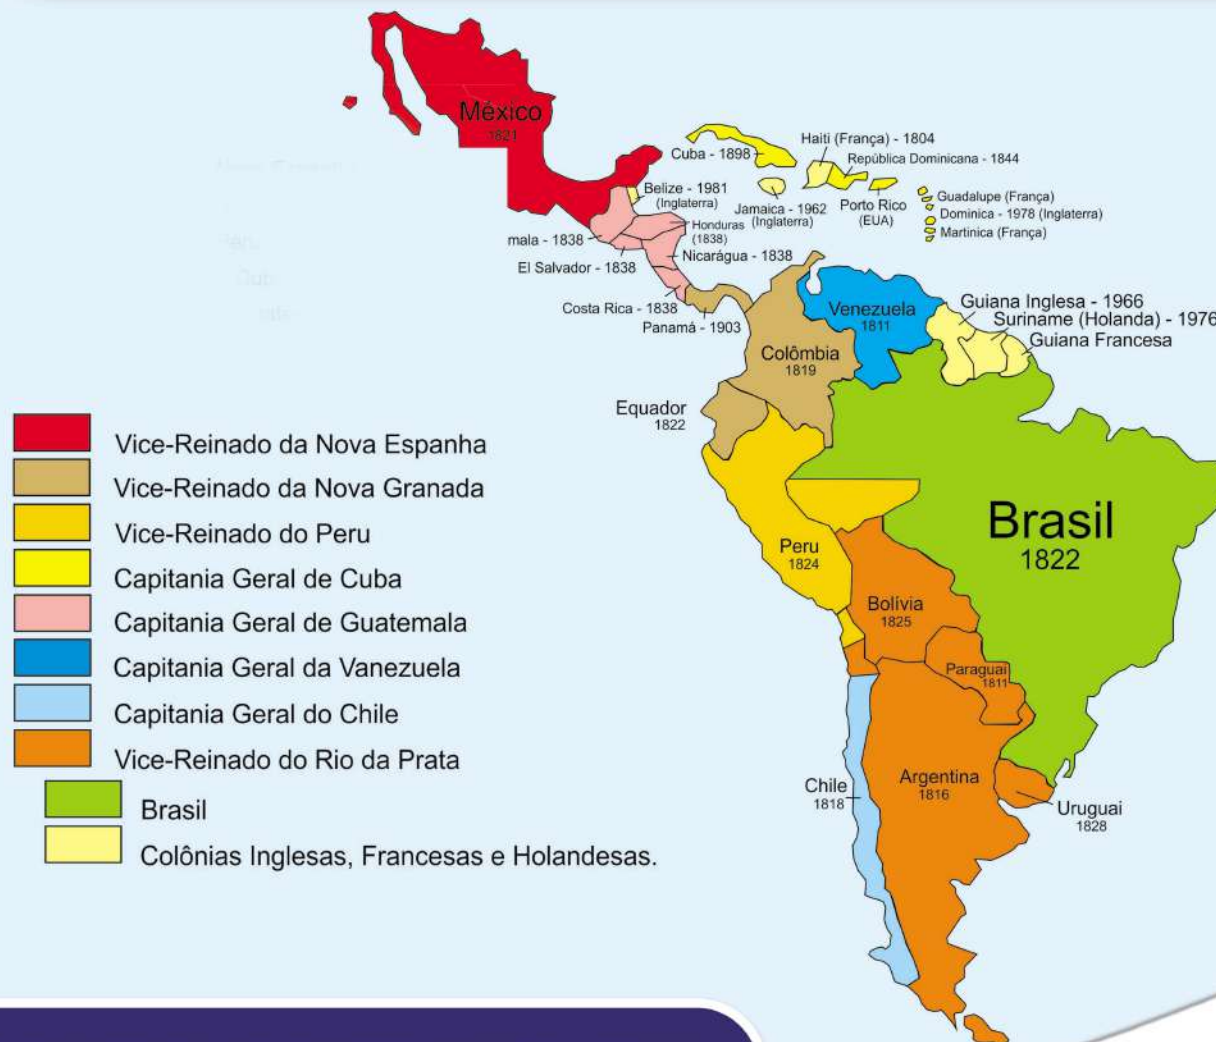 México
1821
Cuba - 1898
Haiti (França) - 1804
República Dominicana - 1844
Belize - 1981
(Inglaterra)
Jamaica - 1962
(Inglaterra)
Porto Rico
(EUA)
Guadalupe (França)
Dominica - 1978 (Inglaterra)
Martinica (França)
mala - 1838
Honduras
(1838)
El Salvador - 1838
Nicarágua - 1838
Costa Rica - 1838
Panamá - 1903
Venezuela
1811
Guiana Inglesa - 1966
Suriname (Holanda) - 1976
Guiana Francesa
Colômbia
1819
Equador
1822
Brasil
1822
Peru
1824
Bolívia
1825
Paraguai
1811
Chile
1818
Argentina
1816
Uruguai
1828
Vice-Reinado da Nova Espanha
Vice-Reinado da Nova Granada
Vice-Reinado do Peru
Capitania Geral de Cuba
Capitania Geral de Guatemala
Capitania Geral da Vanezuela
Capitania Geral do Chile
Vice-Reinado do Rio da Prata
Brasil
Colônias Inglesas, Francesas e Holandesas.